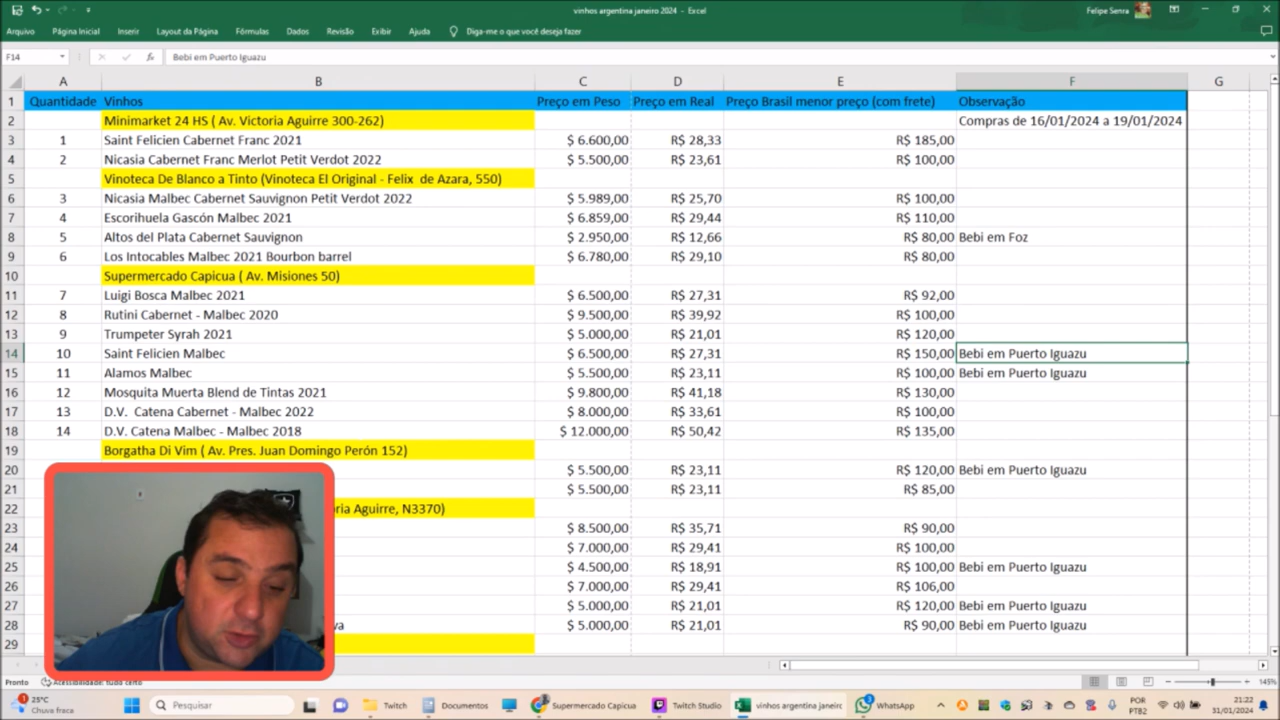 vinhos argentina janeiro 2024 - Excel
Felipe Senra
Arquivo Página Inicial Inserir Layout da Página Fórmulas Dados Revisão Exibir Ajuda Diga-me o que você deseja fazer
F14 Bebi em Puerto Iguazu
A B C D E F G
1 Quantidade Vinhos Preço em Peso Preço em Real Preço Brasil menor preço (com frete) Observação
2 Minimarket 24 HS ( Av. Victoria Aguirre 300-262) Compras de 16/01/2024 a 19/01/2024
3 1 Saint Felicien Cabernet Franc 2021 $ 6.600,00 R$ 28,33 R$ 185,00
4 2 Nicasia Cabernet Franc Merlot Petit Verdot 2022 $ 5.500,00 R$ 23,61 R$ 100,00
5 Vinoteca De Blanco a Tinto (Vinoteca El Original - Felix de Azara, 550)
6 3 Nicasia Malbec Cabernet Sauvignon Petit Verdot 2022 $ 5.989,00 R$ 25,70 R$ 100,00
7 4 Escorihuela Gascón Malbec 2021 $ 6.859,00 R$ 29,44 R$ 110,00
8 5 Altos del Plata Cabernet Sauvignon $ 2.950,00 R$ 12,66 R$ 80,00 Bebi em Foz
9 6 Los Intocables Malbec 2021 Bourbon barrel $ 6.780,00 R$ 29,10 R$ 80,00
10 Supermercado Capicua ( Av. Misiones 50)
11 7 Luigi Bosca Malbec 2021 $ 6.500,00 R$ 27,31 R$ 92,00
12 8 Rutini Cabernet - Malbec 2020 $ 9.500,00 R$ 39,92 R$ 100,00
13 9 Trumpeter Syrah 2021 $ 5.000,00 R$ 21,01 R$ 120,00
14 10 Saint Felicien Malbec $ 6.500,00 R$ 27,31 R$ 150,00 Bebi em Puerto Iguazu
15 11 Alamos Malbec $ 5.500,00 R$ 23,11 R$ 100,00 Bebi em Puerto Iguazu
16 12 Mosquita Muerta Blend de Tintas 2021 $ 9.800,00 R$ 41,18 R$ 130,00
17 13 D.V. Catena Cabernet - Malbec 2022 $ 8.000,00 R$ 33,61 R$ 100,00
18 14 D.V. Catena Malbec - Malbec 2018 $ 12.000,00 R$ 50,42 R$ 135,00
19 Borgatha Di Vim ( Av. Pres. Juan Domingo Perón 152)
20 $ 5.500,00 R$ 23,11 R$ 120,00 Bebi em Puerto Iguazu
21 $ 5.500,00 R$ 23,11 R$ 85,00
22 ria Aguirre, N3370)
23 $ 8.500,00 R$ 35,71 R$ 90,00
24 $ 7.000,00 R$ 29,41 R$ 100,00
25 $ 4.500,00 R$ 18,91 R$ 100,00 Bebi em Puerto Iguazu
26 $ 7.000,00 R$ 29,41 R$ 106,00
27 $ 5.000,00 R$ 21,01 R$ 120,00 Bebi em Puerto Iguazu
28 va $ 5.000,00 R$ 21,01 R$ 90,00 Bebi em Puerto Iguazu
29
Pronto Acessibilidade: tudo certo 145%
25°C
Chuva fraca
Pesquisar Twitch Documentos Supermercado Capicua Twitch Studio vinhos argentina janeiro WhatsApp
POR
PTB2
21:22
31/01/2024